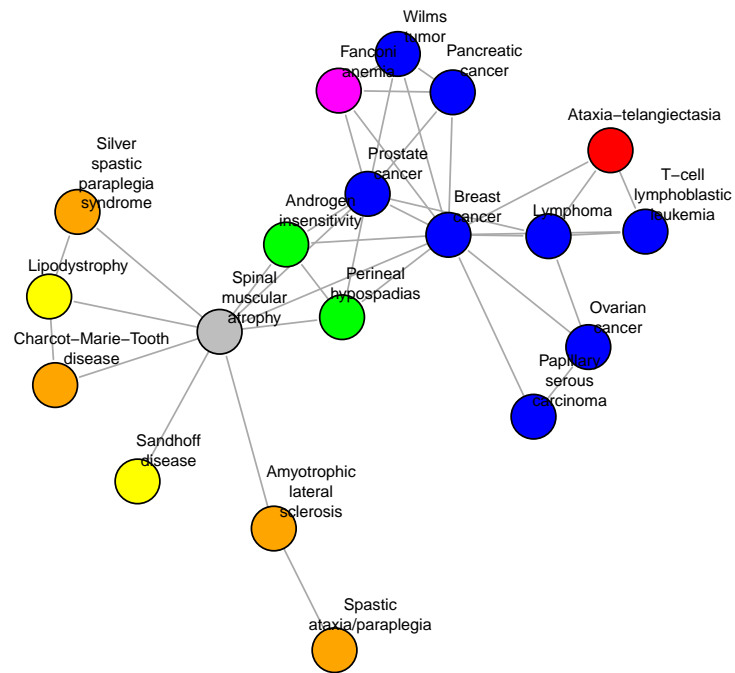 Wilms
tumor
Fanconi
anemia
Pancreatic
cancer
Ataxia−telangiectasia
Silver
spastic
paraplegia
syndrome
Prostate
cancer
T−cell
lymphoblastic
leukemia
Androgen
insensitivity
Breast
cancer
Lymphoma
Lipodystrophy
Spinal
muscular
atrophy
Perineal
hypospadias
Charcot−Marie−Tooth
disease
Ovarian
cancer
Papillary
serous
carcinoma
Sandhoff
disease
Amyotrophic
lateral
sclerosis
Spastic
ataxia/paraplegia